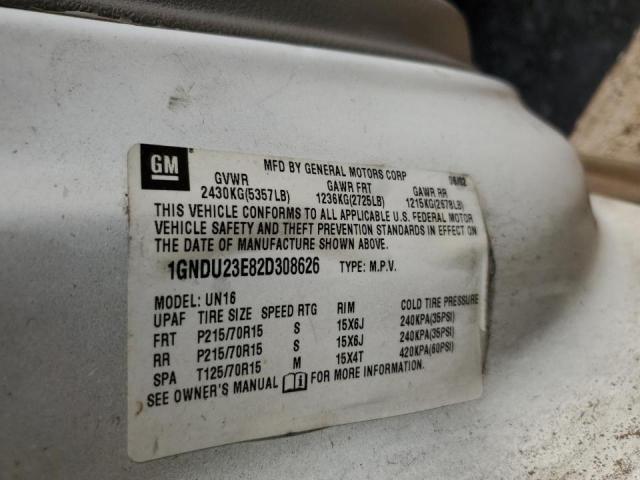 GM MFD BY GENERAL MOTORS CORP 06/02
GVWR GAWR FRT GAWR RR
2430KG(5357LB) 1236KG(2725LB) 1215KG(2678LB)
THIS VEHICLE CONFORMS TO ALL APPLICABLE U.S. FEDERAL MOTOR
VEHICLE SAFETY AND THEFT PREVENTION STANDARDS IN EFFECT ON
THE DATE OF MANUFACTURE SHOWN ABOVE.
1GNDU23E82D308626 TYPE: M.P.V.
MODEL: UN16
UPAF TIRE SIZE SPEED RTG RIM COLD TIRE PRESSURE
FRT P215/70R15 S 15X6J 240KPA(35PSI)
RR P215/70R15 S 15X6J 240KPA(35PSI)
SPA T125/70R15 M 15X4T 420KPA(60PSI)
SEE OWNER'S MANUAL FOR MORE INFORMATION.